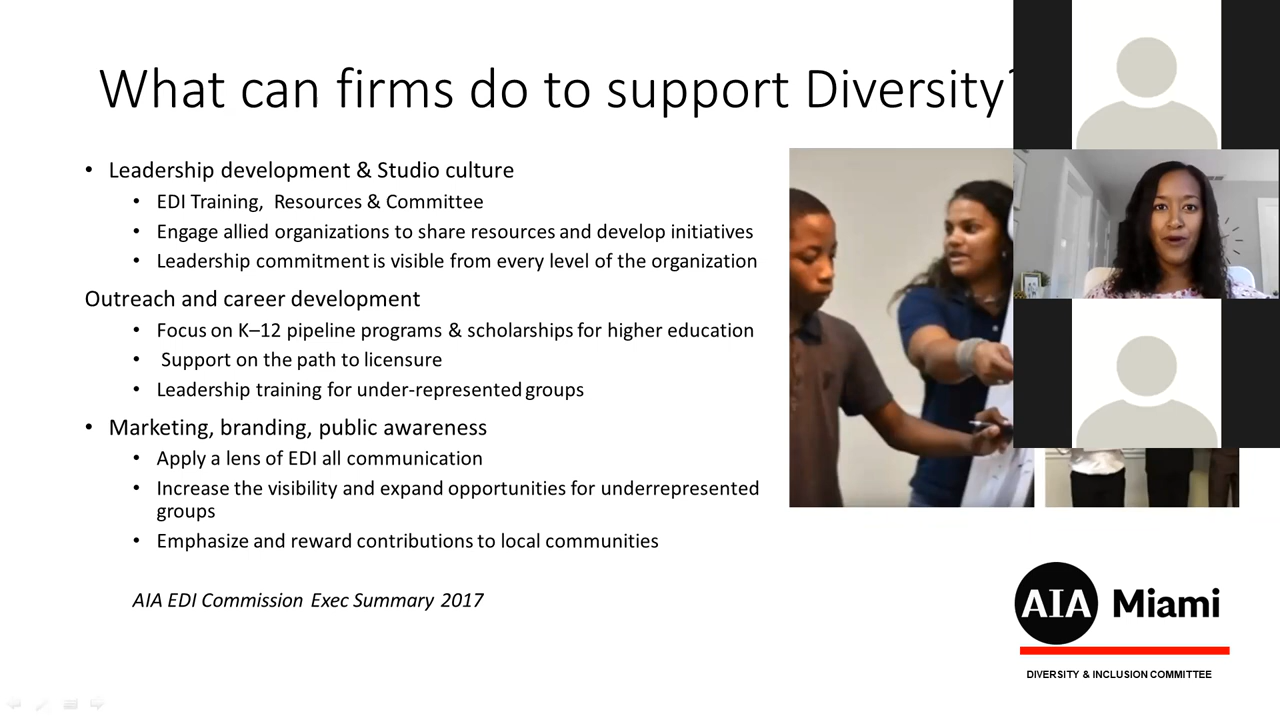 What can firms do to support Diversity?
• Leadership development & Studio culture
• EDI Training, Resources & Committee
• Engage allied organizations to share resources and develop initiatives
• Leadership commitment is visible from every level of the organization
Outreach and career development
• Focus on K–12 pipeline programs & scholarships for higher education
• Support on the path to licensure
• Leadership training for under-represented groups
• Marketing, branding, public awareness
• Apply a lens of EDI all communication
• Increase the visibility and expand opportunities for underrepresented
groups
• Emphasize and reward contributions to local communities
AIA EDI Commission Exec Summary 2017
AIA Miami
DIVERSITY & INCLUSION COMMITTEE